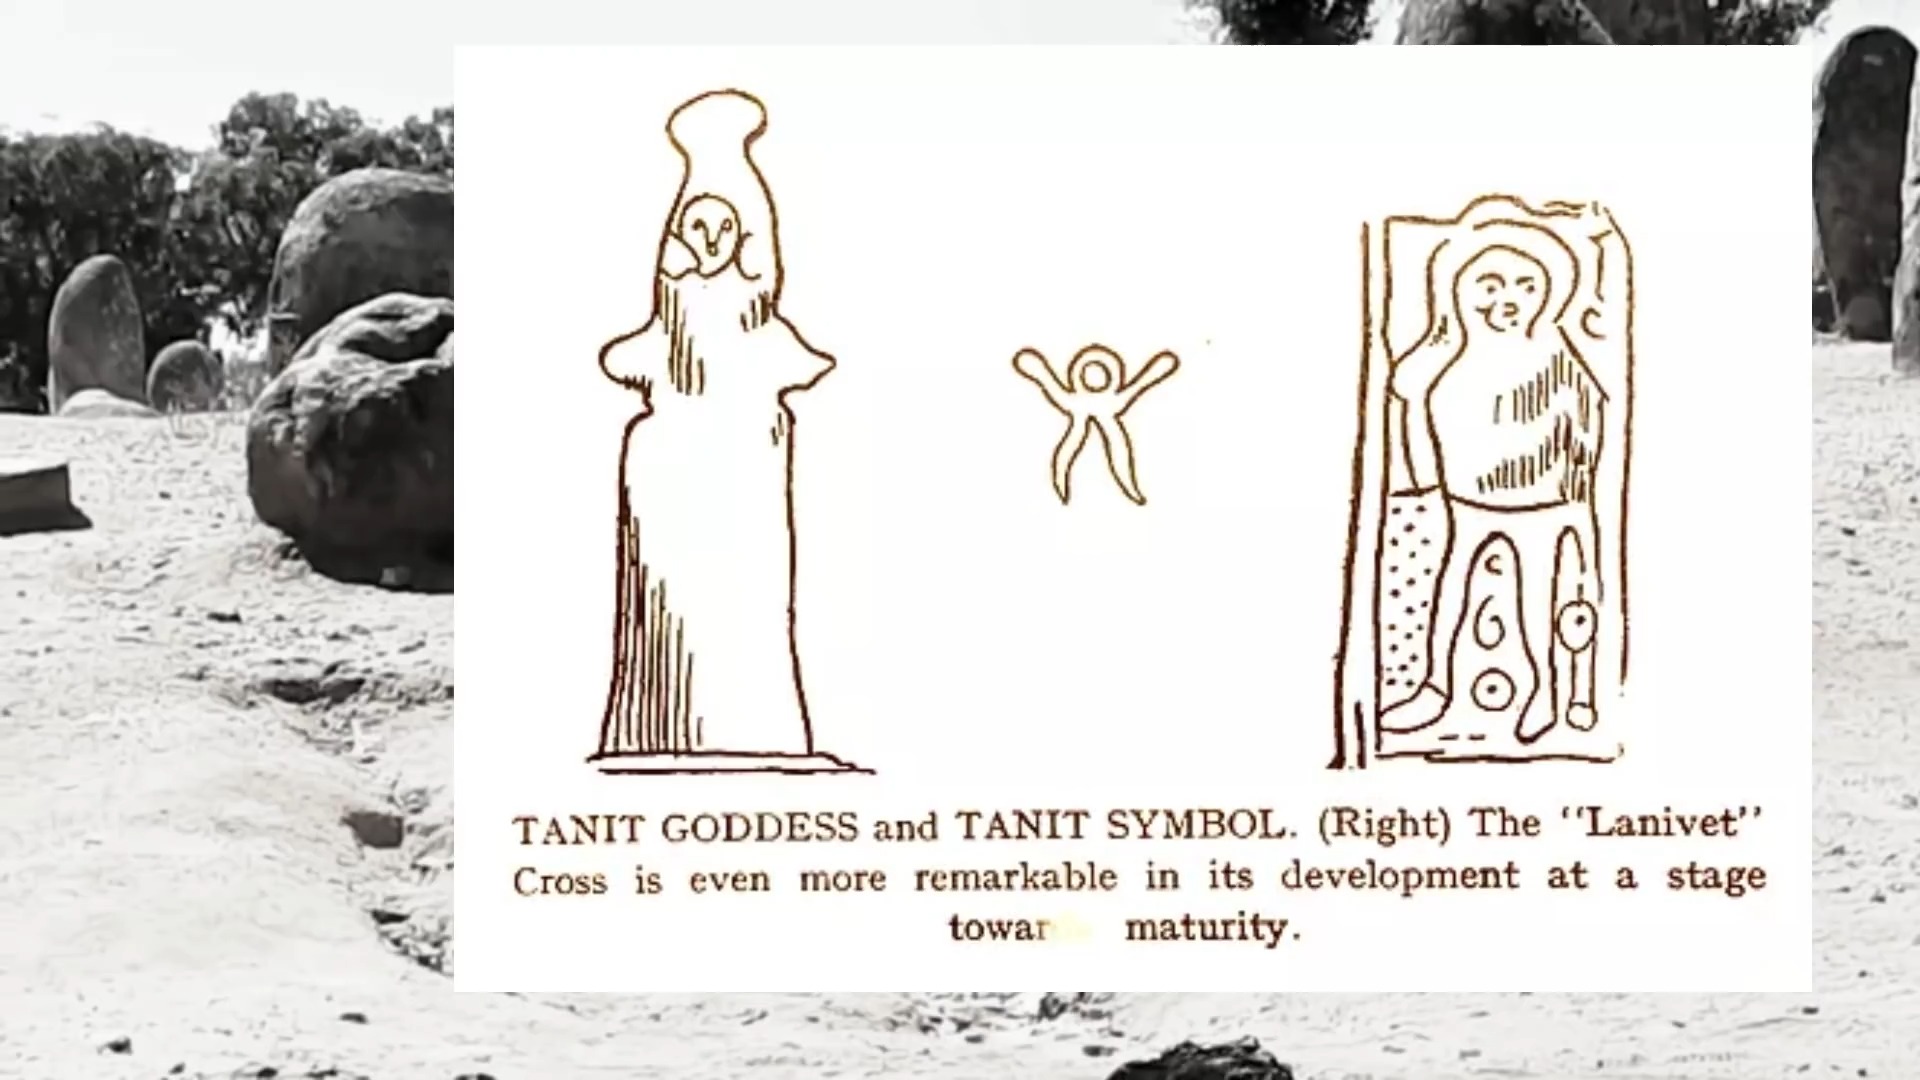 TANIT GODDESS and TANIT SYMBOL. (Right) The "Lanivet"
Cross is even more remarkable in its development at a stage
maturity.